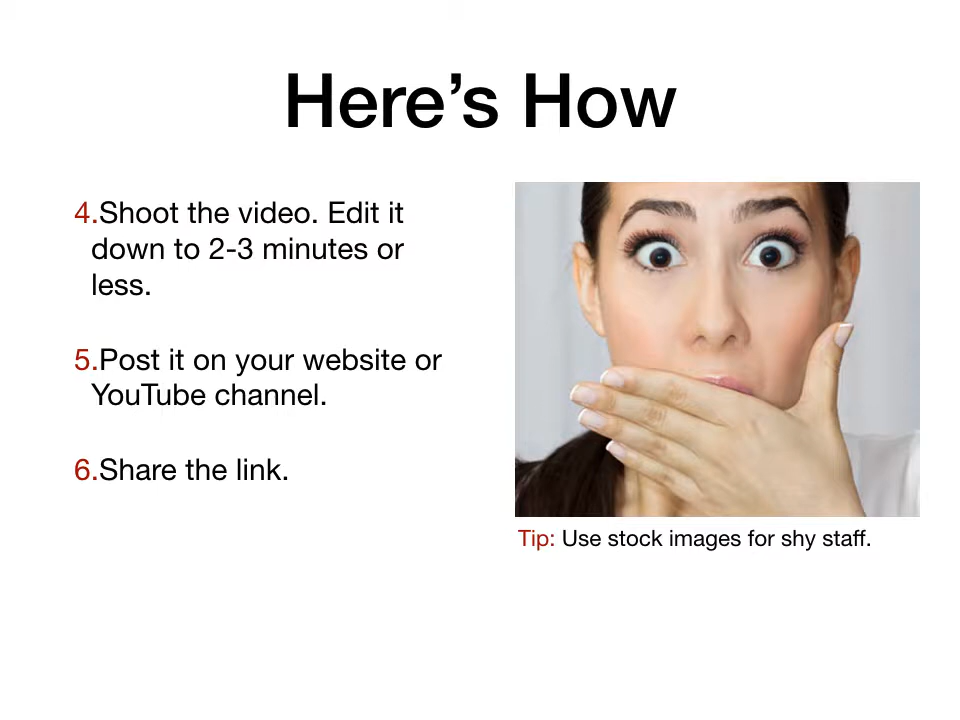 Here’s How
4.Shoot the video. Edit it
down to 2-3 minutes or
less.
5.Post it on your website or
YouTube channel.
6.Share the link.
Tip: Use stock images for shy staff.